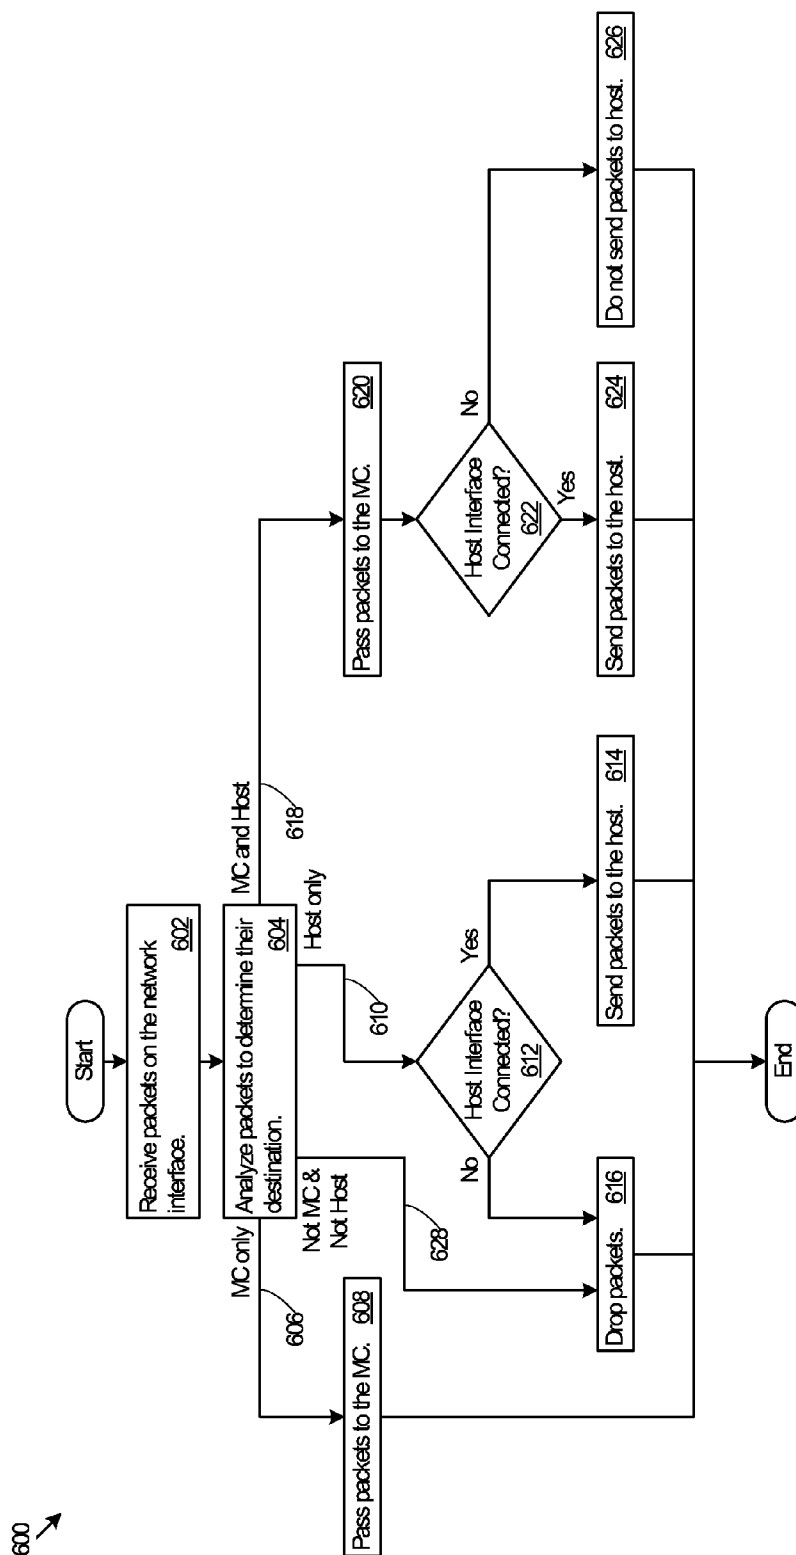 600
Start
Receive packets on the network
interface. 602
Analyze packets to determine their
destination. 604
MC only
606
Pass packets to the MC. 608
Not MC &
Not Host
628
Host only
610
MC and Host
618
Host Interface
Connected?
612
No
Yes
Drop packets. 616
Send packets to the host. 614
Pass packets to the MC. 620
Host Interface
Connected?
622
Yes
No
Send packets to the host. 624
Do not send packets to host. 626
End